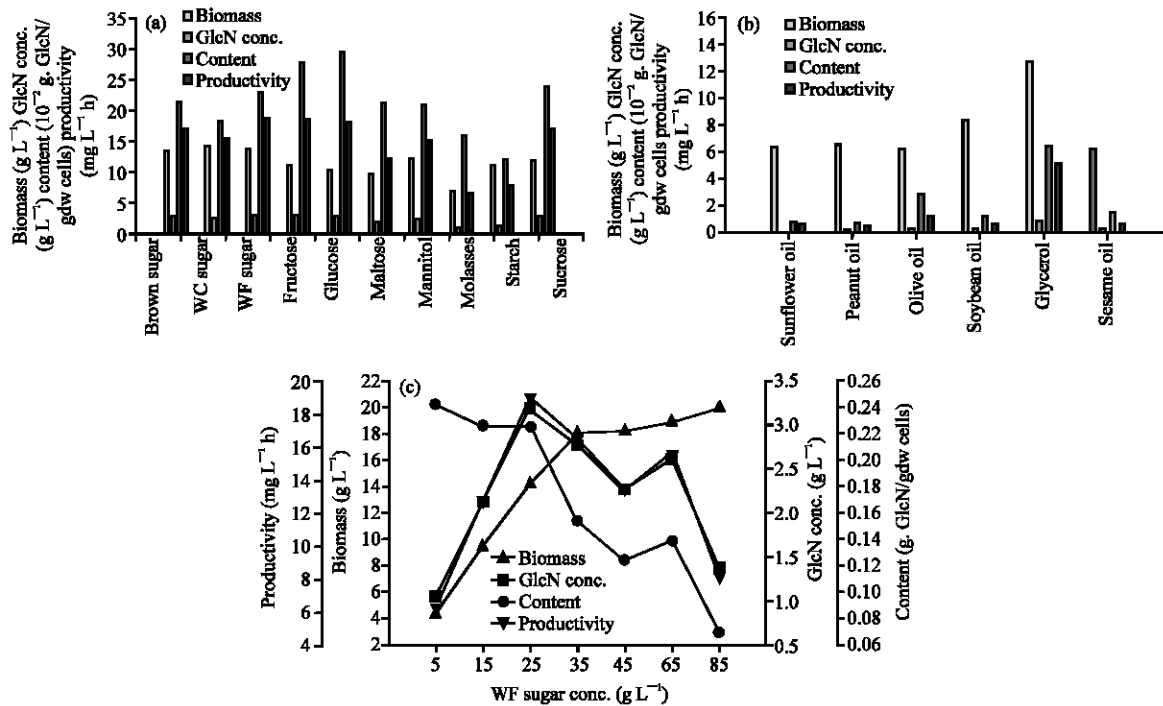 (a)
Biomass
GlcN conc.
Content
Productivity
Biomass (g L⁻¹) GlcN conc.
(g L⁻¹) content (10⁻² g. GlcN/
gdw cells) productivity
(mg L⁻¹ h)
35
30
25
20
15
10
5
0
Brown sugar
WC sugar
WF sugar
Fructose
Glucose
Maltose
Mannitol
Molasses
Starch
Sucrose
(b)
Biomass
GlcN conc.
Content
Productivity
Biomass (g L⁻¹) GlcN conc.
(g L⁻¹) content (10⁻² g. GlcN/
gdw cells productivity
mg L⁻¹ h)
16
14
12
10
8
6
4
2
0
Sunflower oil
Peanut oil
Olive oil
Soybean oil
Glycerol
Sesame oil
(c)
Productivity (mg L⁻¹ h)
20
18
16
14
12
10
8
6
4
Biomass (g L⁻¹)
22
20
18
16
14
12
10
8
6
4
2
Biomass
GlcN conc.
Content
Productivity
GlcN conc. (g L⁻¹)
3.5
3.0
2.5
2.0
1.5
1.0
0.5
Content (g. GlcN/gdw cells)
0.26
0.24
0.22
0.20
0.18
0.16
0.14
0.12
0.10
0.08
0.06
5 15 25 35 45 65 85
WF sugar conc. (g L⁻¹)